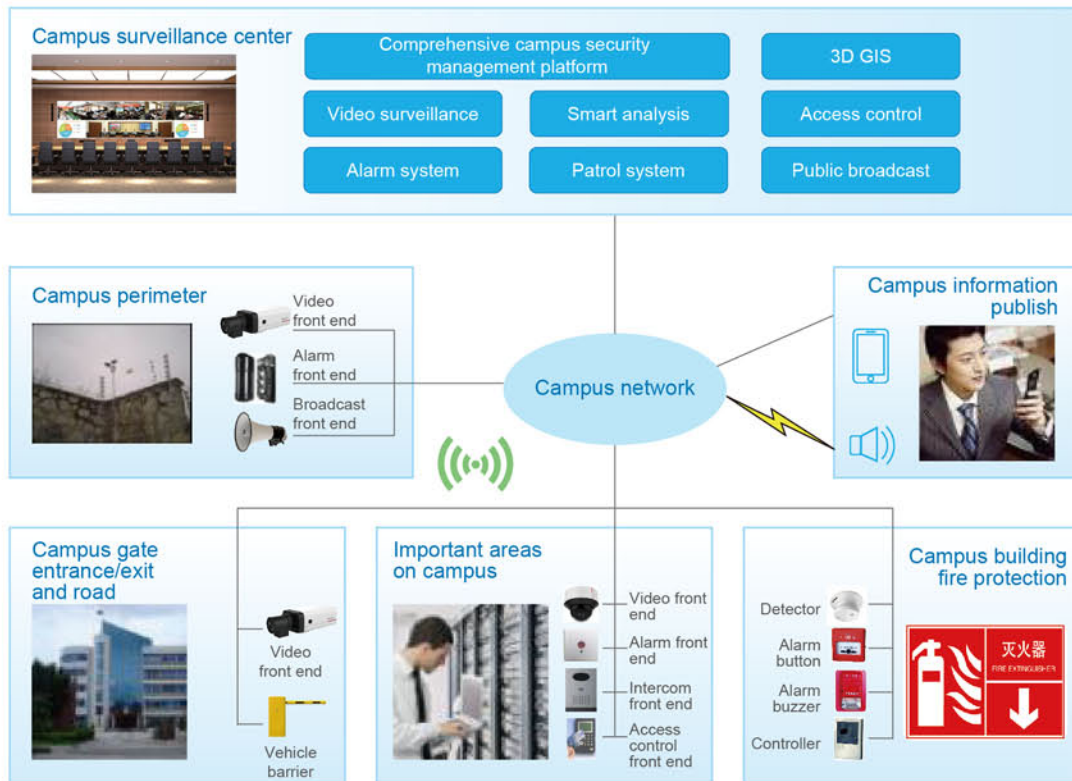 Campus surveillance center
Comprehensive campus security
management platform
3D GIS
Video surveillance
Smart analysis
Access control
Alarm system
Patrol system
Public broadcast
Campus perimeter
Video
front end
Alarm
front end
Broadcast
front end
Campus network
Campus information
publish
Campus gate
entrance/exit
and road
Video
front end
Vehicle
barrier
Important areas
on campus
Video front
end
Alarm front
end
Intercom
front end
Access
control front
end
Campus building
fire protection
Detector
Alarm
button
Alarm
buzzer
Controller
灭火器
FIRE EXTINGUISHER